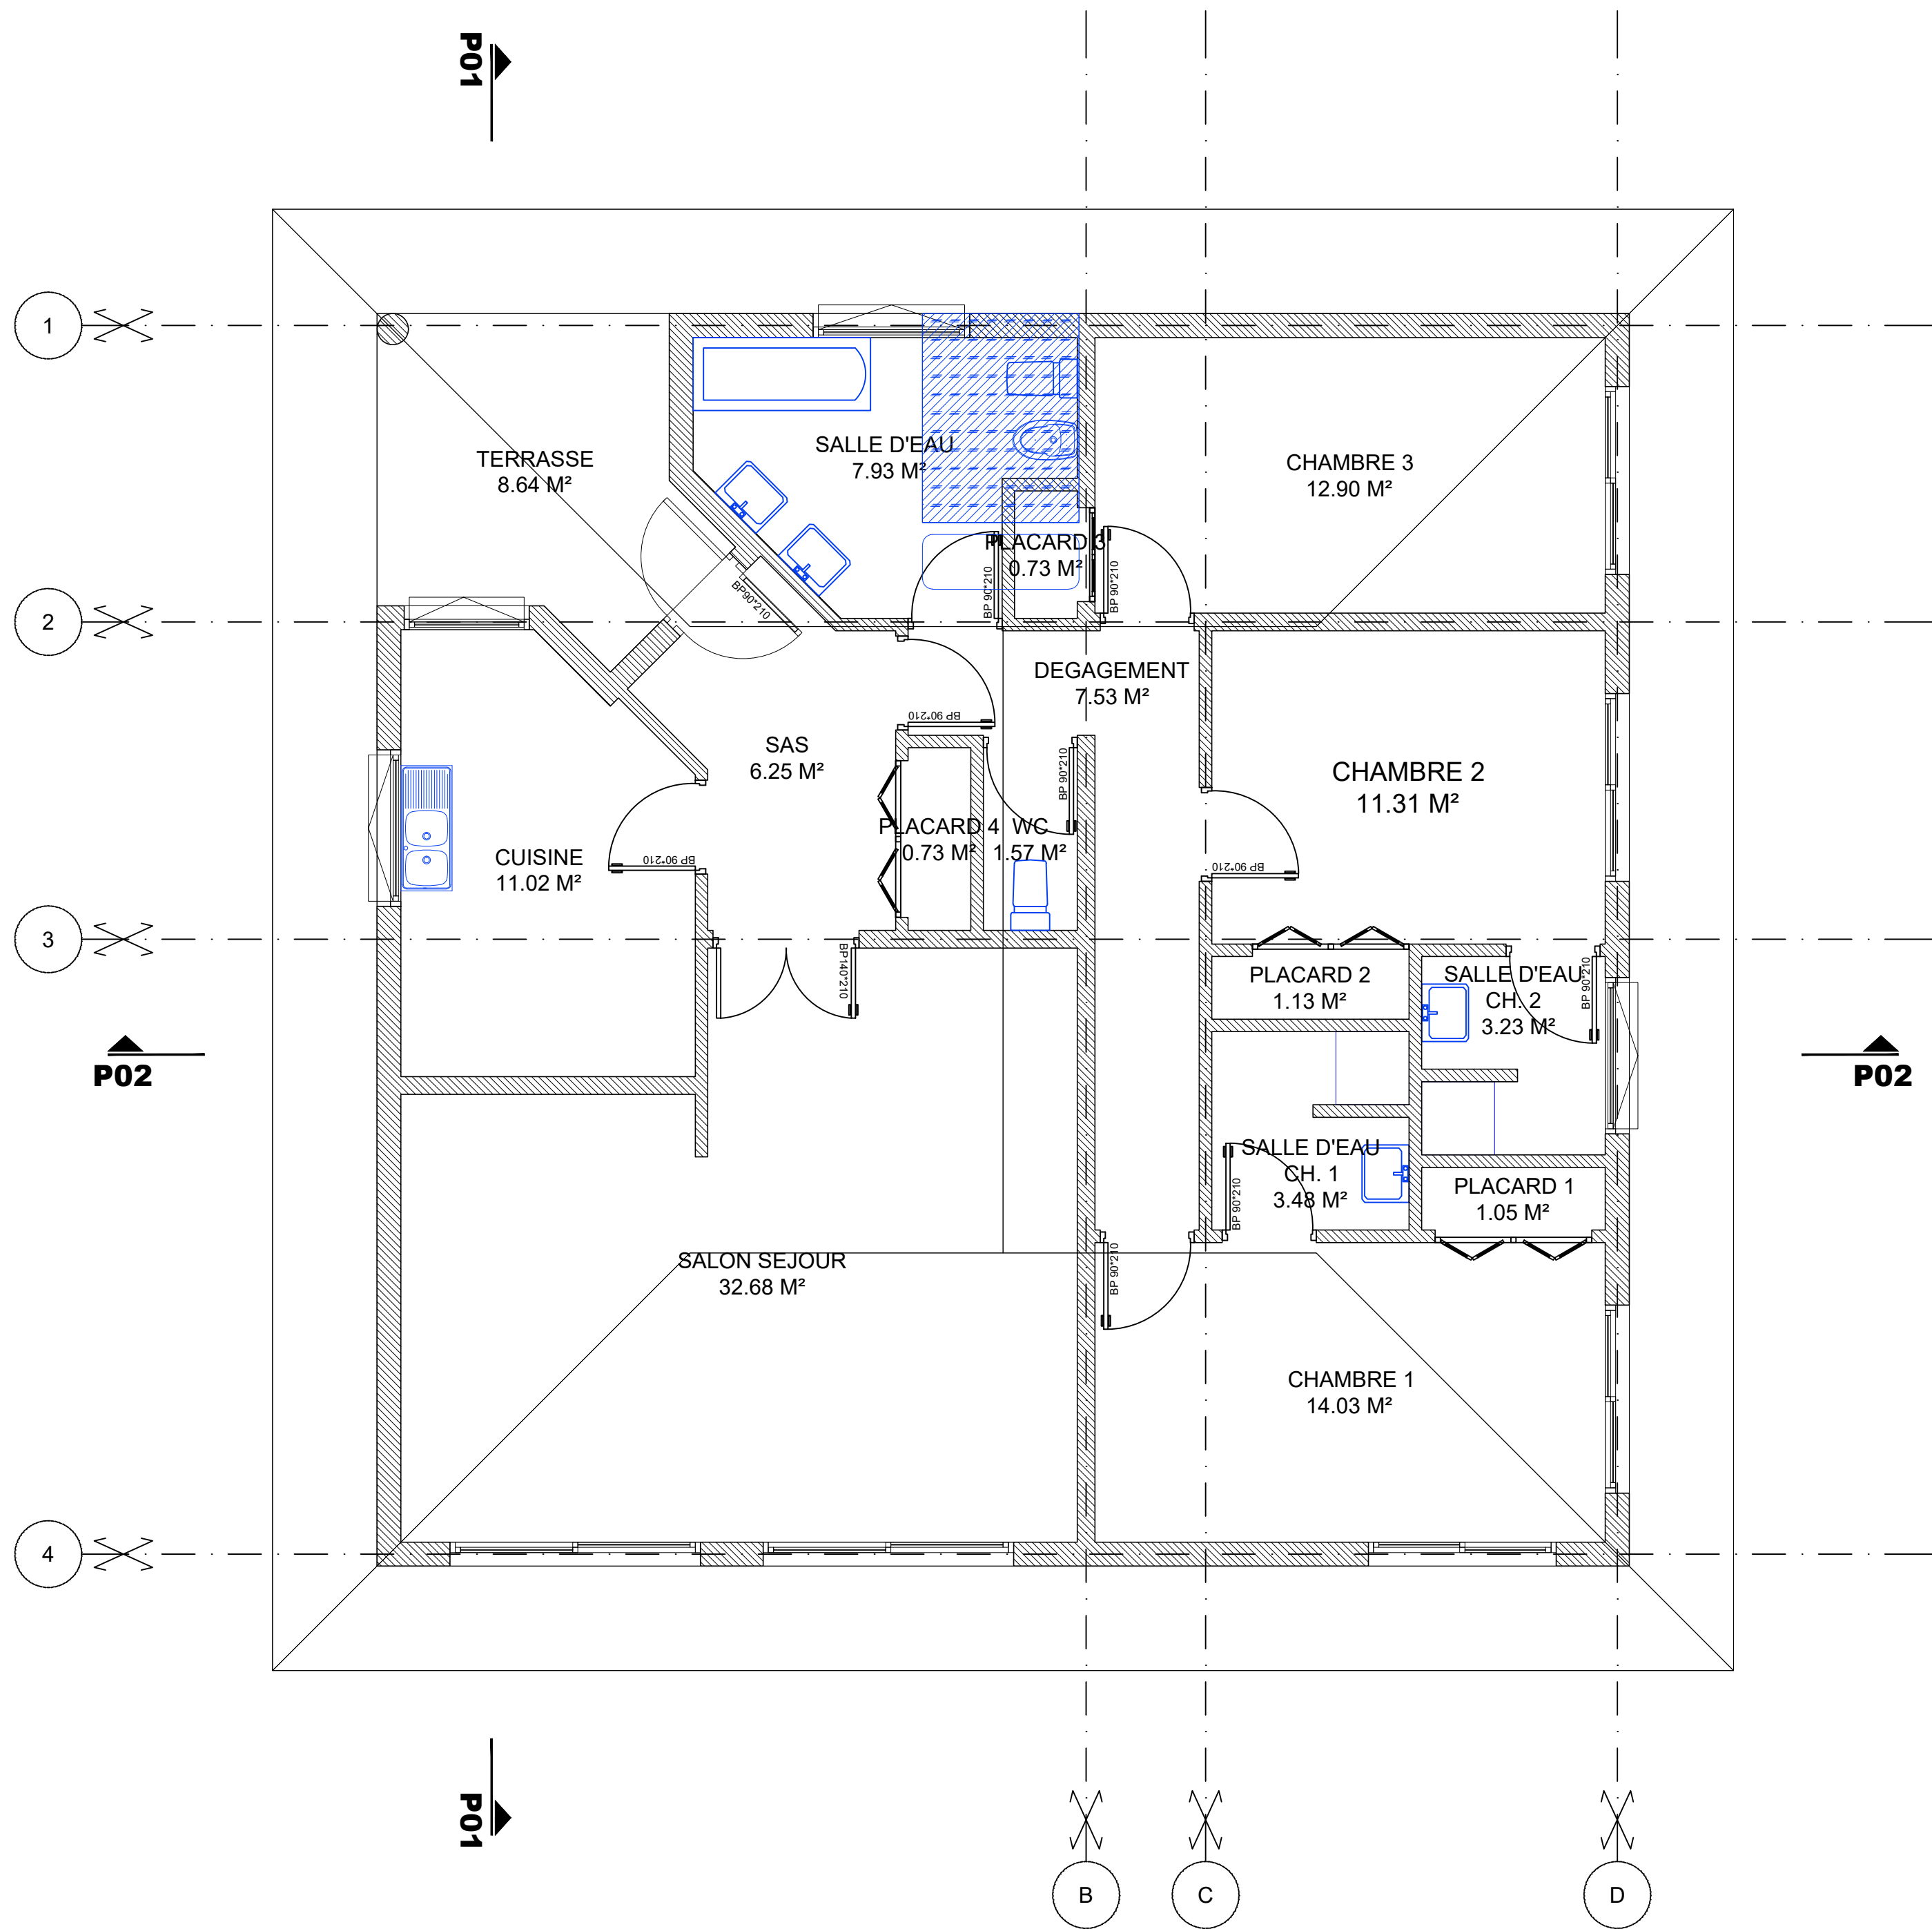 P01
1
TERRASSE
8.64 M²
SALLE D'EAU
7.93 M²
CHAMBRE 3
12.90 M²
PLACARD 3
0.73 M²
BP90*210
BP 90*210
BP 90*210
2
DEGAGEMENT
7.53 M²
BP 90*210
SAS
6.25 M²
BP 90*210
CHAMBRE 2
11.31 M²
PLACARD 4
0.73 M²
WC
1.57 M²
CUISINE
11.02 M²
BP 90*210
BP 90*210
3
BP140*210
PLACARD 2
1.13 M²
SALLE D'EAU
CH. 2
3.23 M²
BP 90*210
P02
P02
SALLE D'EAU
CH. 1
3.48 M²
BP 90*210
PLACARD 1
1.05 M²
BP 90*210
SALON SEJOUR
32.68 M²
CHAMBRE 1
14.03 M²
4
P01
B
C
D